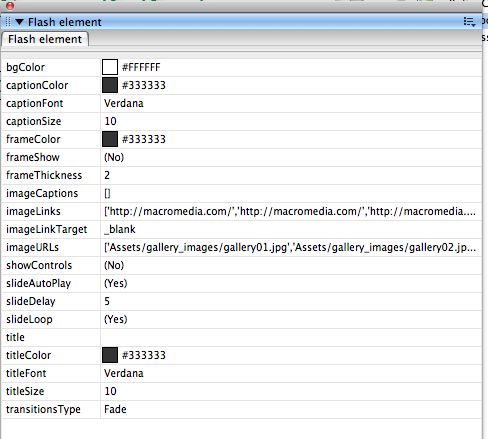 Flash element
Flash element
bgColor #FFFFFF
captionColor #333333
captionFont Verdana
captionSize 10
frameColor #333333
frameShow (No)
frameThickness 2
imageCaptions []
imageLinks ['http://macromedia.com/','http://macromedia.com/','http://macromedia....
imageLinkTarget _blank
imageURLs ['Assets/gallery_images/gallery01.jpg','Assets/gallery_images/gallery02.jp...
showControls (No)
slideAutoPlay (Yes)
slideDelay 5
slideLoop (Yes)
title
titleColor #333333
titleFont Verdana
titleSize 10
transitionsType Fade